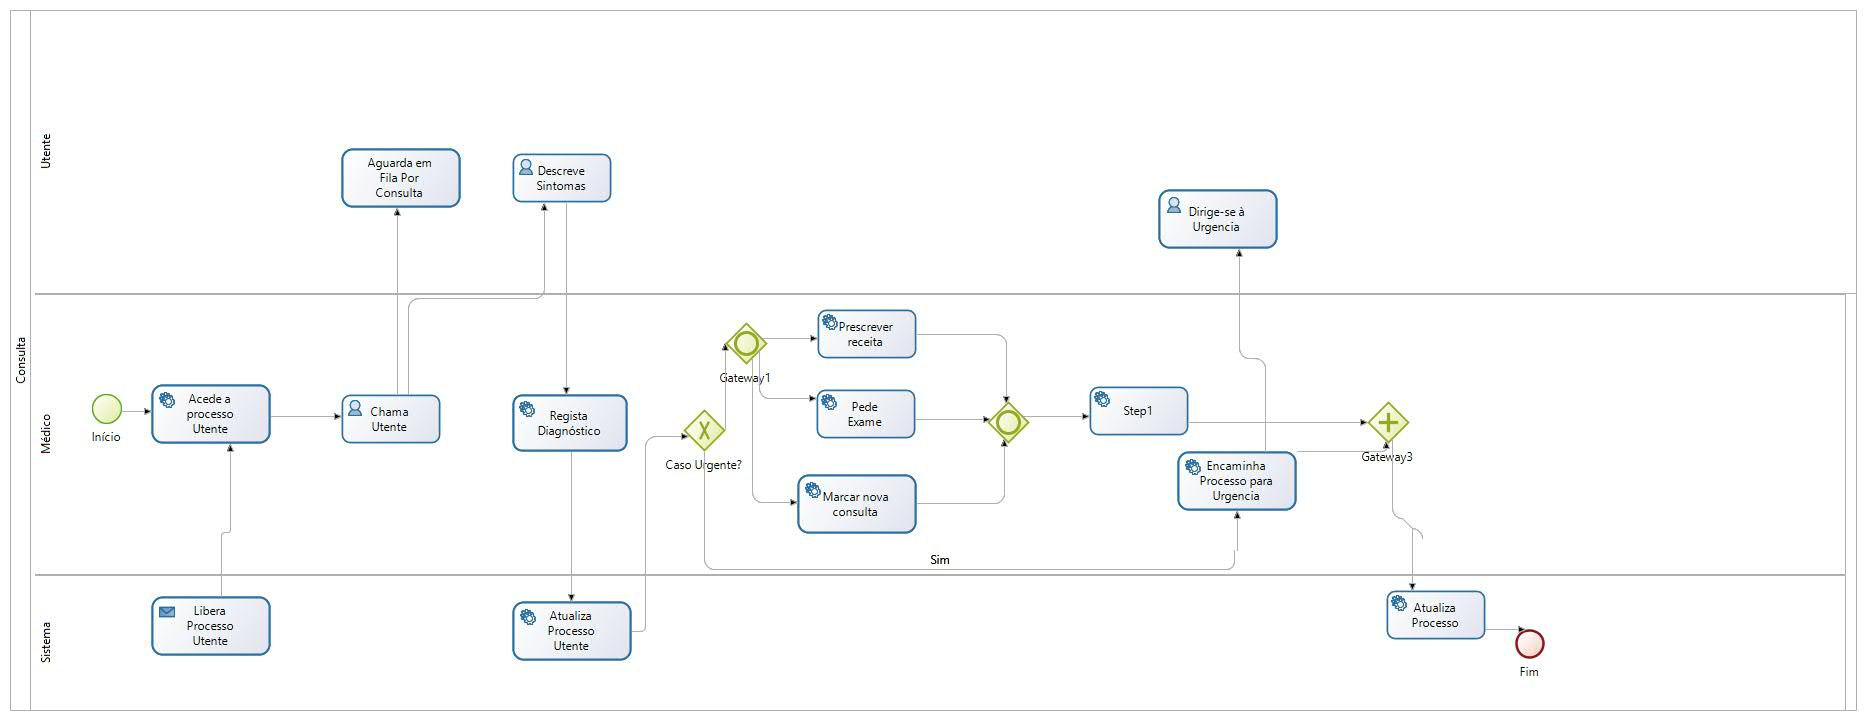 Consulta
Utente
Aguarda em
Fila Por
Consulta
Descreve
Sintomas
Dirige-se à
Urgencia
Médico
Início
Acede a
processo
Utente
Chama
Utente
Regista
Diagnóstico
Caso Urgente?
Gateway1
Prescrever
receita
Pede
Exame
Marcar nova
consulta
Step1
Encaminha
Processo para
Urgencia
Gateway3
Sim
Sistema
Libera
Processo
Utente
Atualiza
Processo
Utente
Atualiza
Processo
Fim